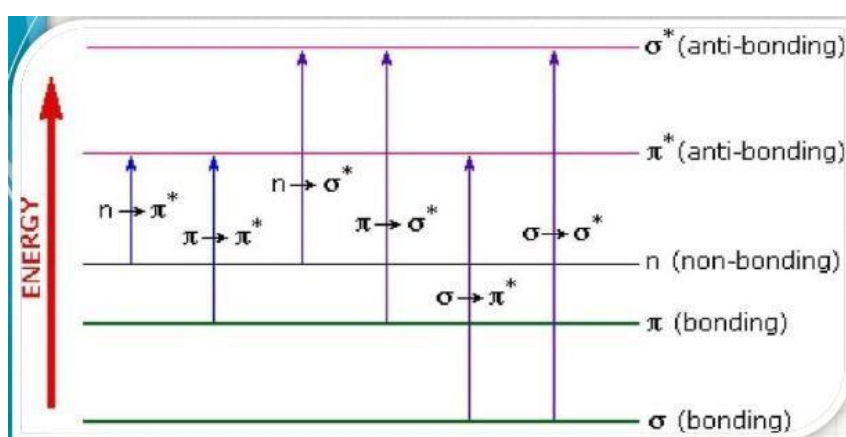 σ* (anti-bonding)
π* (anti-bonding)
n → σ*
n → π*
π → π*
π → σ*
σ → σ*
n (non-bonding)
σ → π*
π (bonding)
σ (bonding)
ENERGY